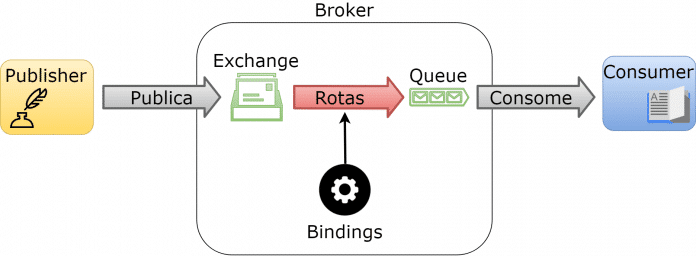 Broker
Publisher
Publica
Exchange
Rotas
Queue
Consome
Consumer
Bindings